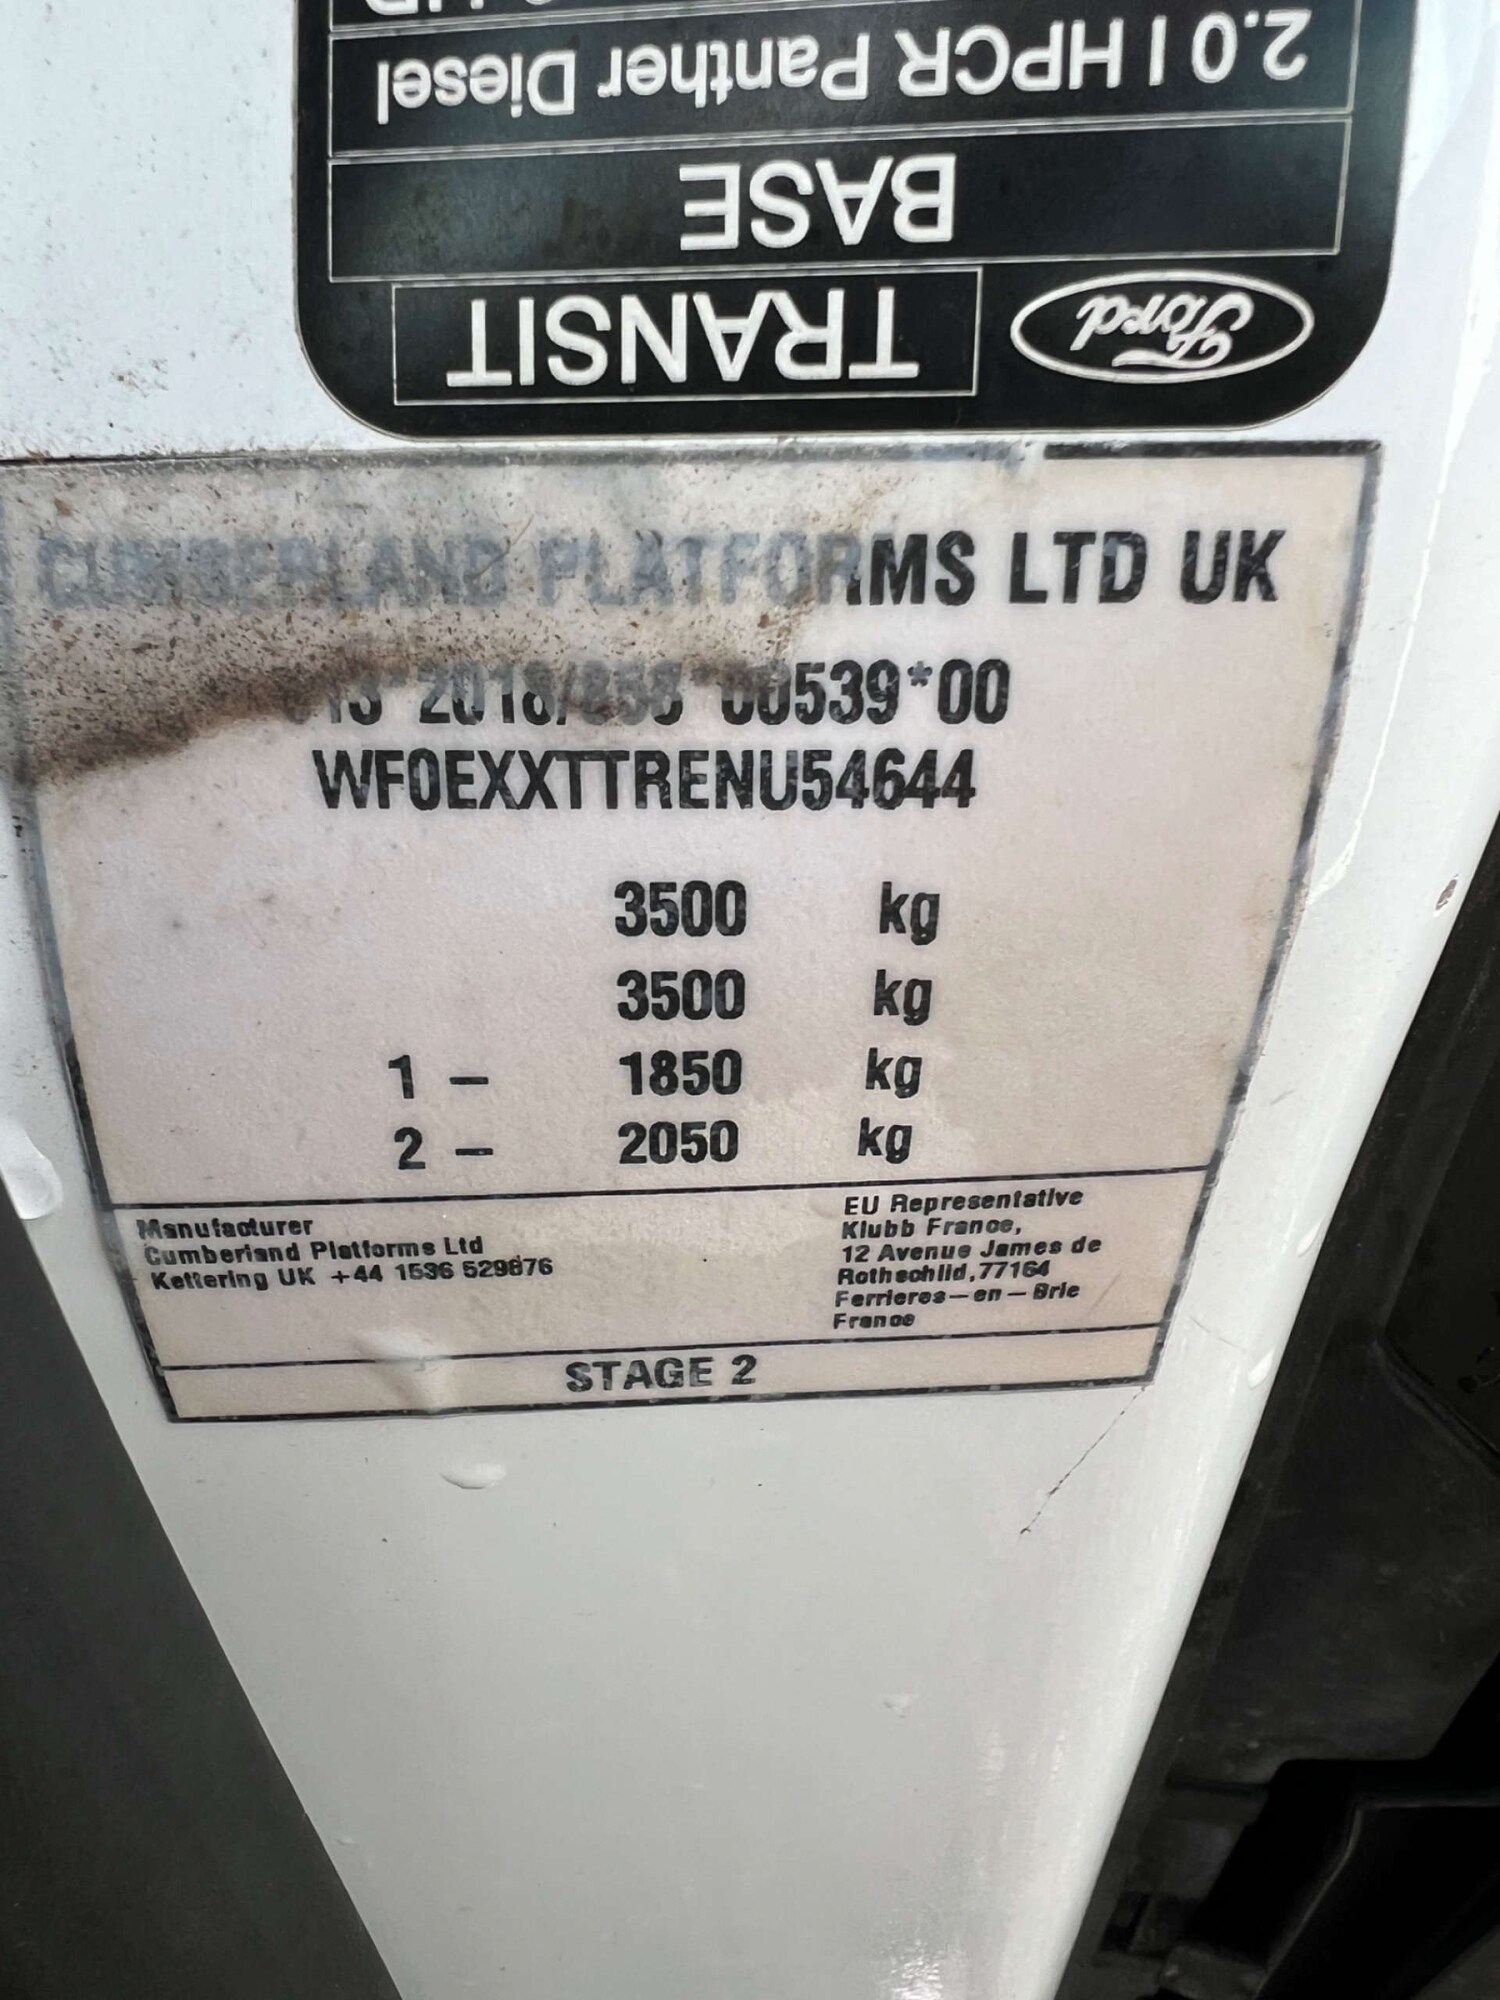 2.0 l HPCR Panther Diesel
BASE
TRANSIT
Ford
CUMBERLAND PLATFORMS LTD UK
2018/858*00539*00
WF0EXXTTRENU54644
3500 kg
3500 kg
1 - 1850 kg
2 - 2050 kg
Manufacturer
Cumberland Platforms Ltd
Kettering UK +44 1536 529876
EU Representative
Klubb France,
12 Avenue James de
Rothschild, 77164
Ferrieres-en-Brie
France
STAGE 2